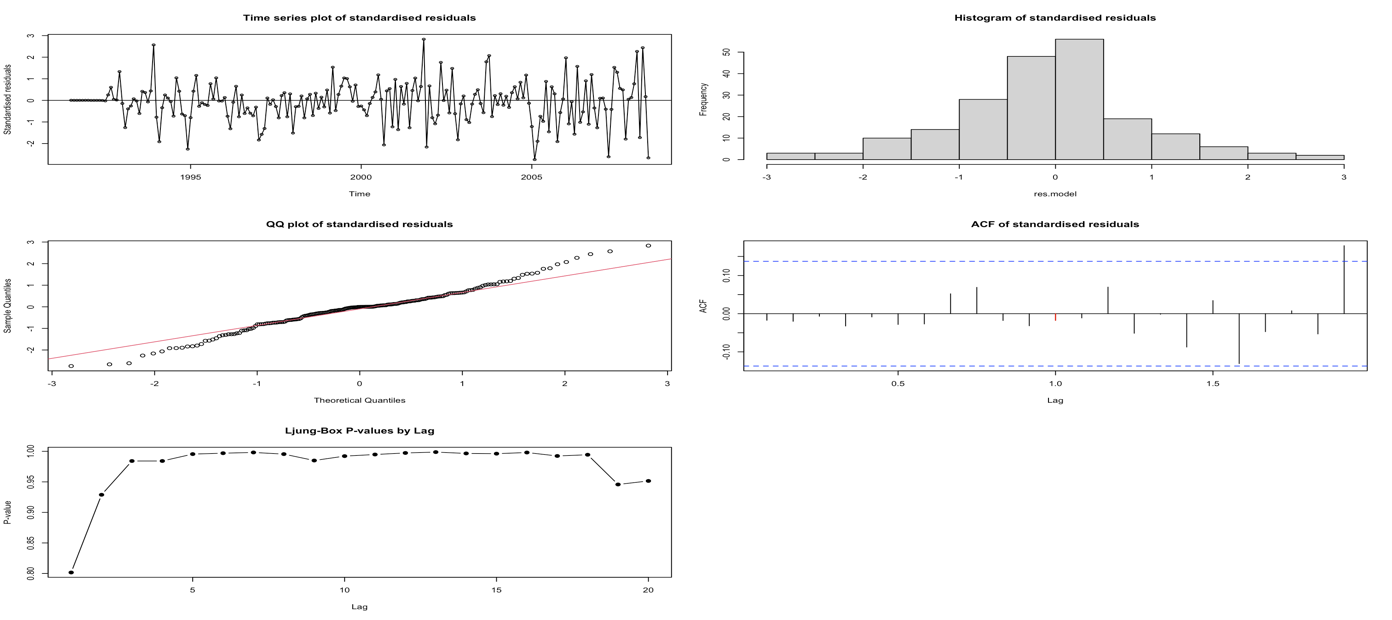 Time series plot of standardised residuals
Standardised residuals
3
2
1
0
-1
-2
1995 2000 2005
Time
Histogram of standardised residuals
Frequency
50
40
30
20
10
0
-3 -2 -1 0 1 2 3
res.model
QQ plot of standardised residuals
Sample Quantiles
3
2
1
0
-1
-2
-3 -2 -1 0 1 2 3
Theoretical Quantiles
ACF of standardised residuals
ACF
0.10
0.00
-0.10
0.5 1.0 1.5
Lag
Ljung-Box P-values by Lag
P-value
1.00
0.95
0.90
0.85
0.80
5 10 15 20
Lag